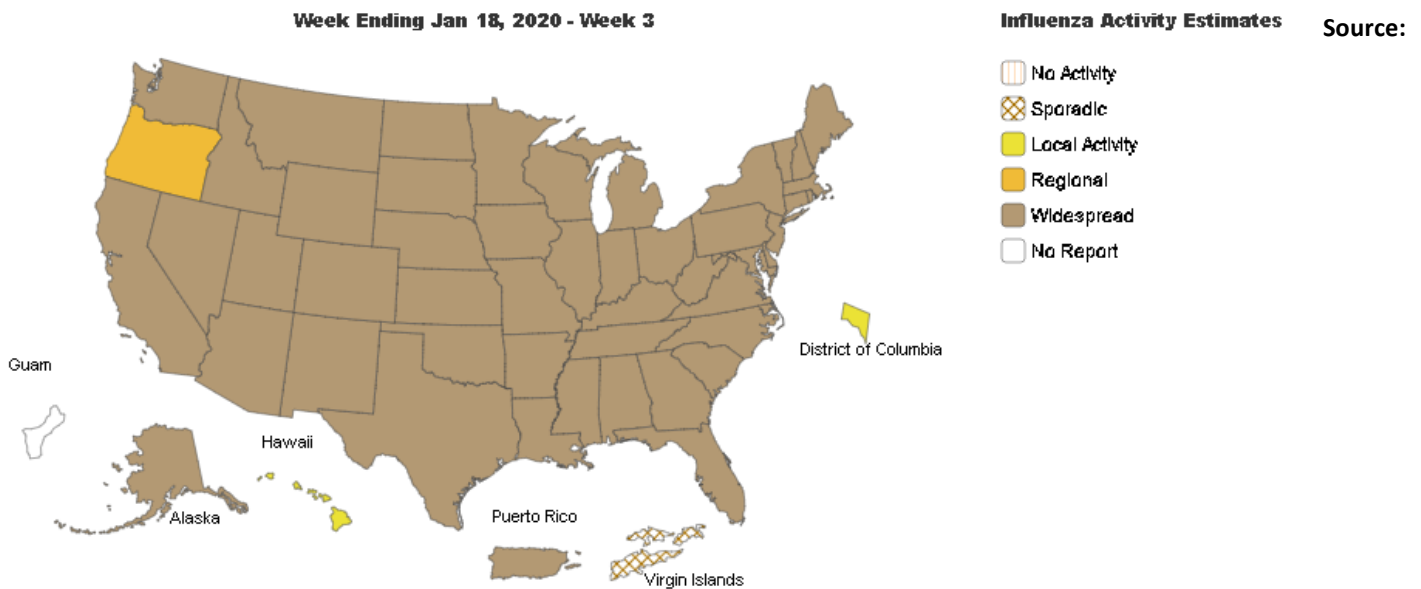 Week Ending Jan 18, 2020 - Week 3
Influenza Activity Estimates
Source:
No Activity
Sporadic
Local Activity
Regional
Widespread
No Report
District of Columbia
Guam
Hawaii
Alaska
Puerto Rico
Virgin Islands